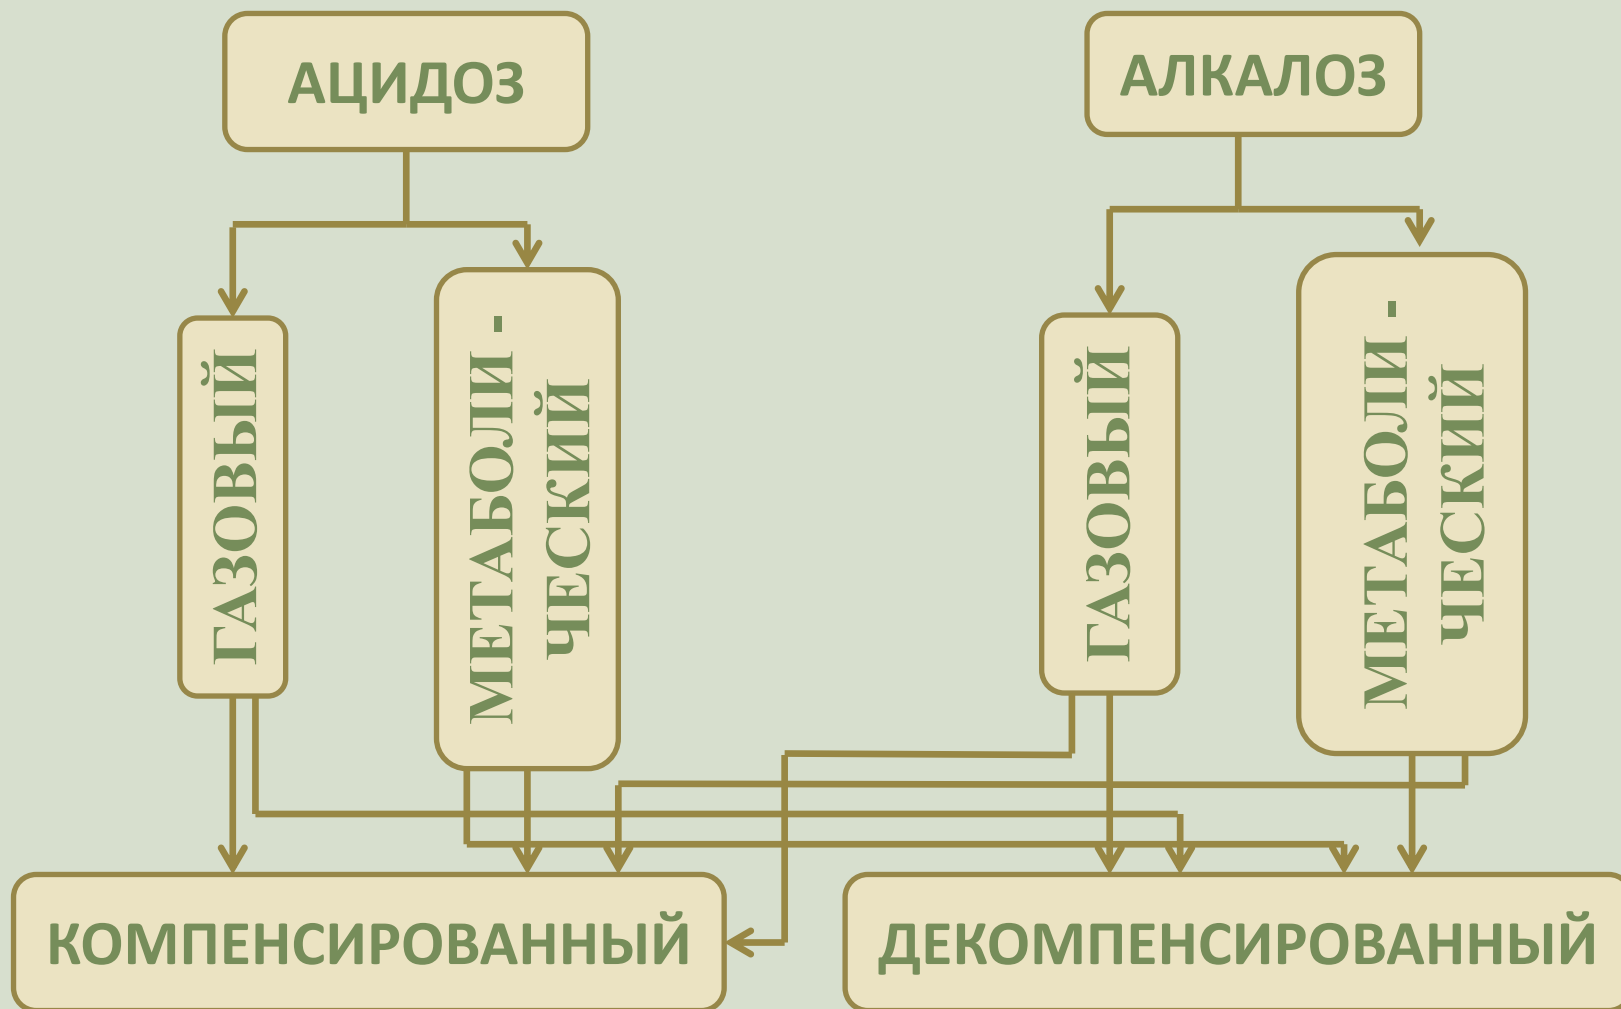 АЦИДОЗ
АЛКАЛОЗ
ГАЗОВЫЙ
МЕТАБОЛИ -
ЧЕСКИЙ
ГАЗОВЫЙ
МЕТАБОЛИ -
ЧЕСКИЙ
КОМПЕНСИРОВАННЫЙ
ДЕКОМПЕНСИРОВАННЫЙ